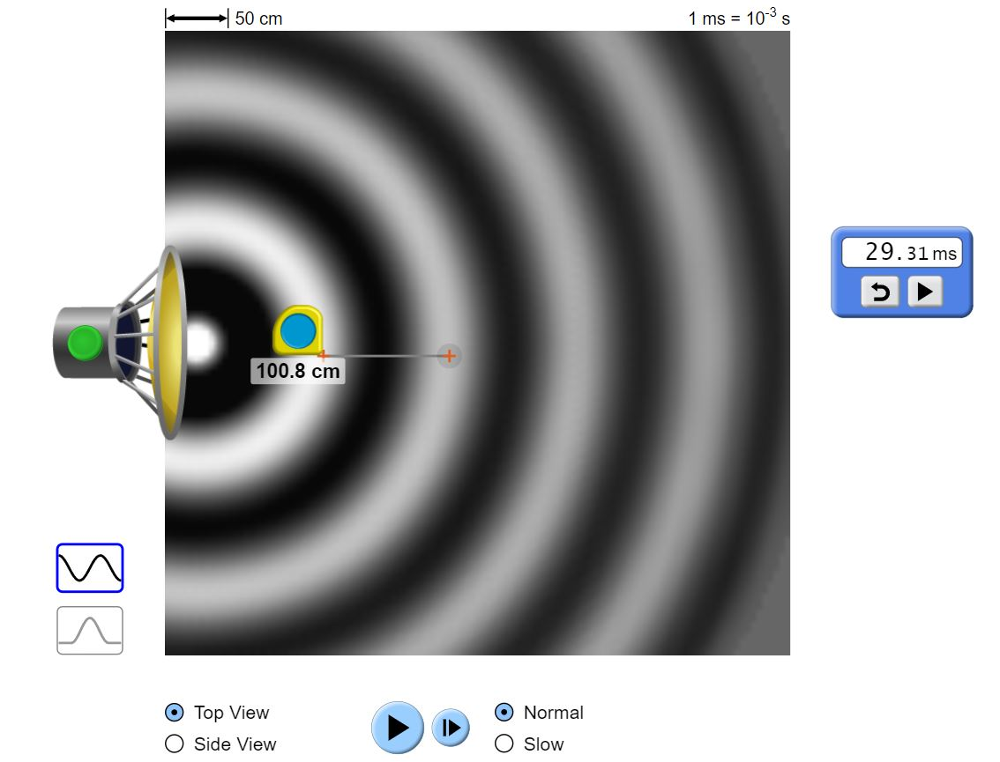 50 cm
1 ms = 10⁻³ s
29.31 ms
100.8 cm
Top View
Normal
Side View
Slow